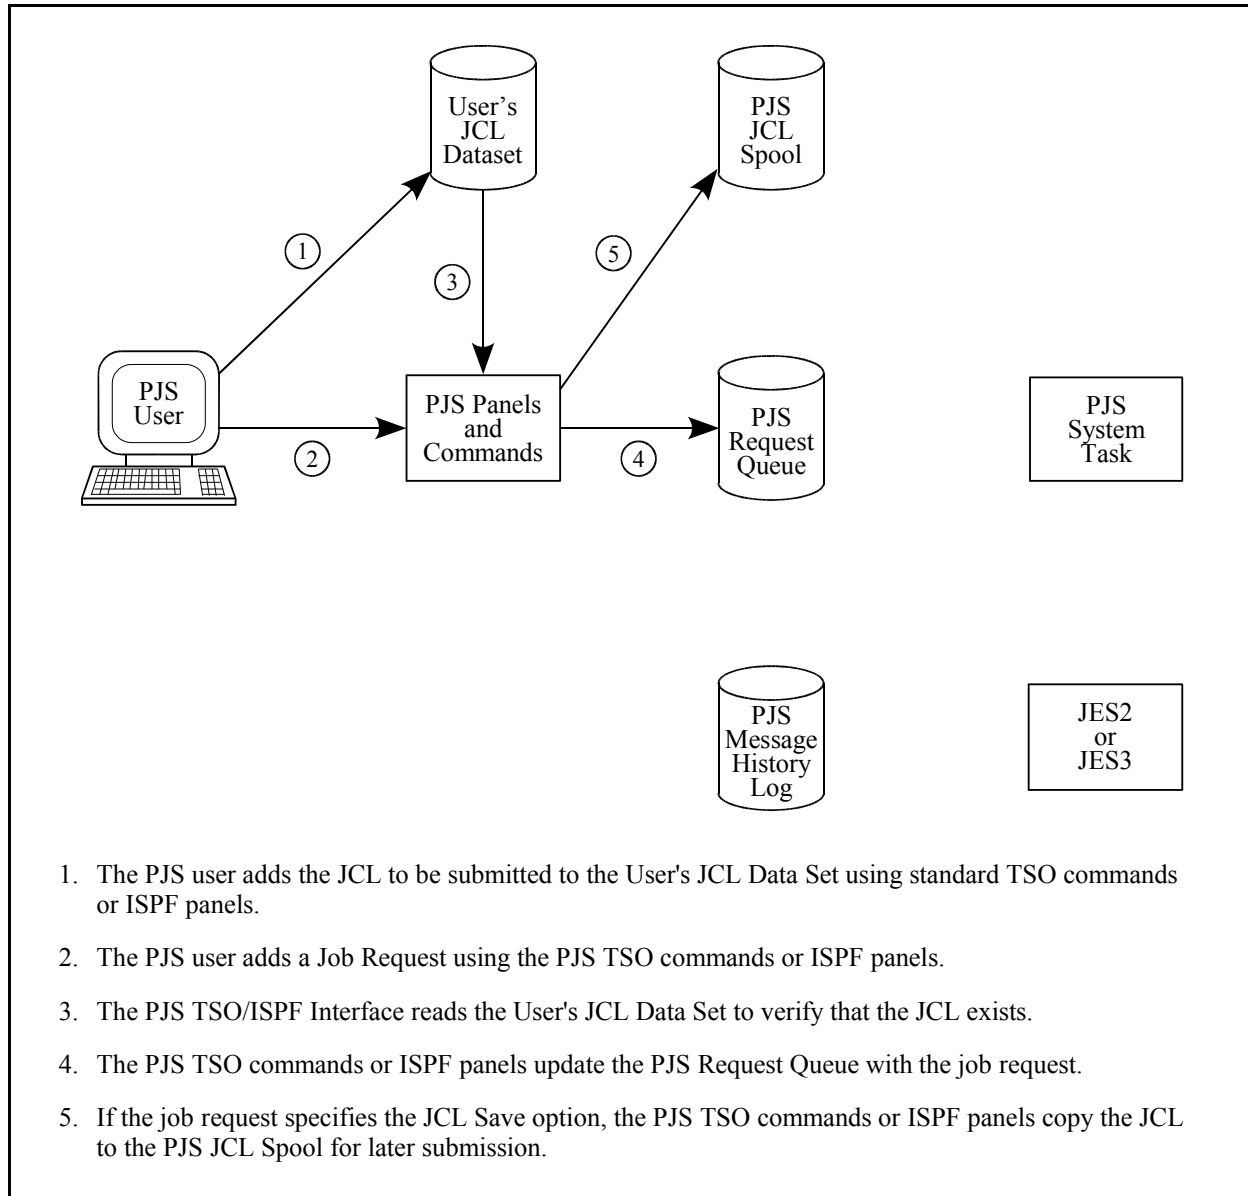 User’s
JCL
Dataset
PJS
JCL
Spool
1
5
3
PJS
User
PJS Panels
and
Commands
PJS
Request
Queue
PJS
System
Task
2
4
PJS
Message
History
Log
JES2
or
JES3
1. The PJS user adds the JCL to be submitted to the User's JCL Data Set using standard TSO commands
or ISPF panels.
2. The PJS user adds a Job Request using the PJS TSO commands or ISPF panels.
3. The PJS TSO/ISPF Interface reads the User's JCL Data Set to verify that the JCL exists.
4. The PJS TSO commands or ISPF panels update the PJS Request Queue with the job request.
5. If the job request specifies the JCL Save option, the PJS TSO commands or ISPF panels copy the JCL
to the PJS JCL Spool for later submission.